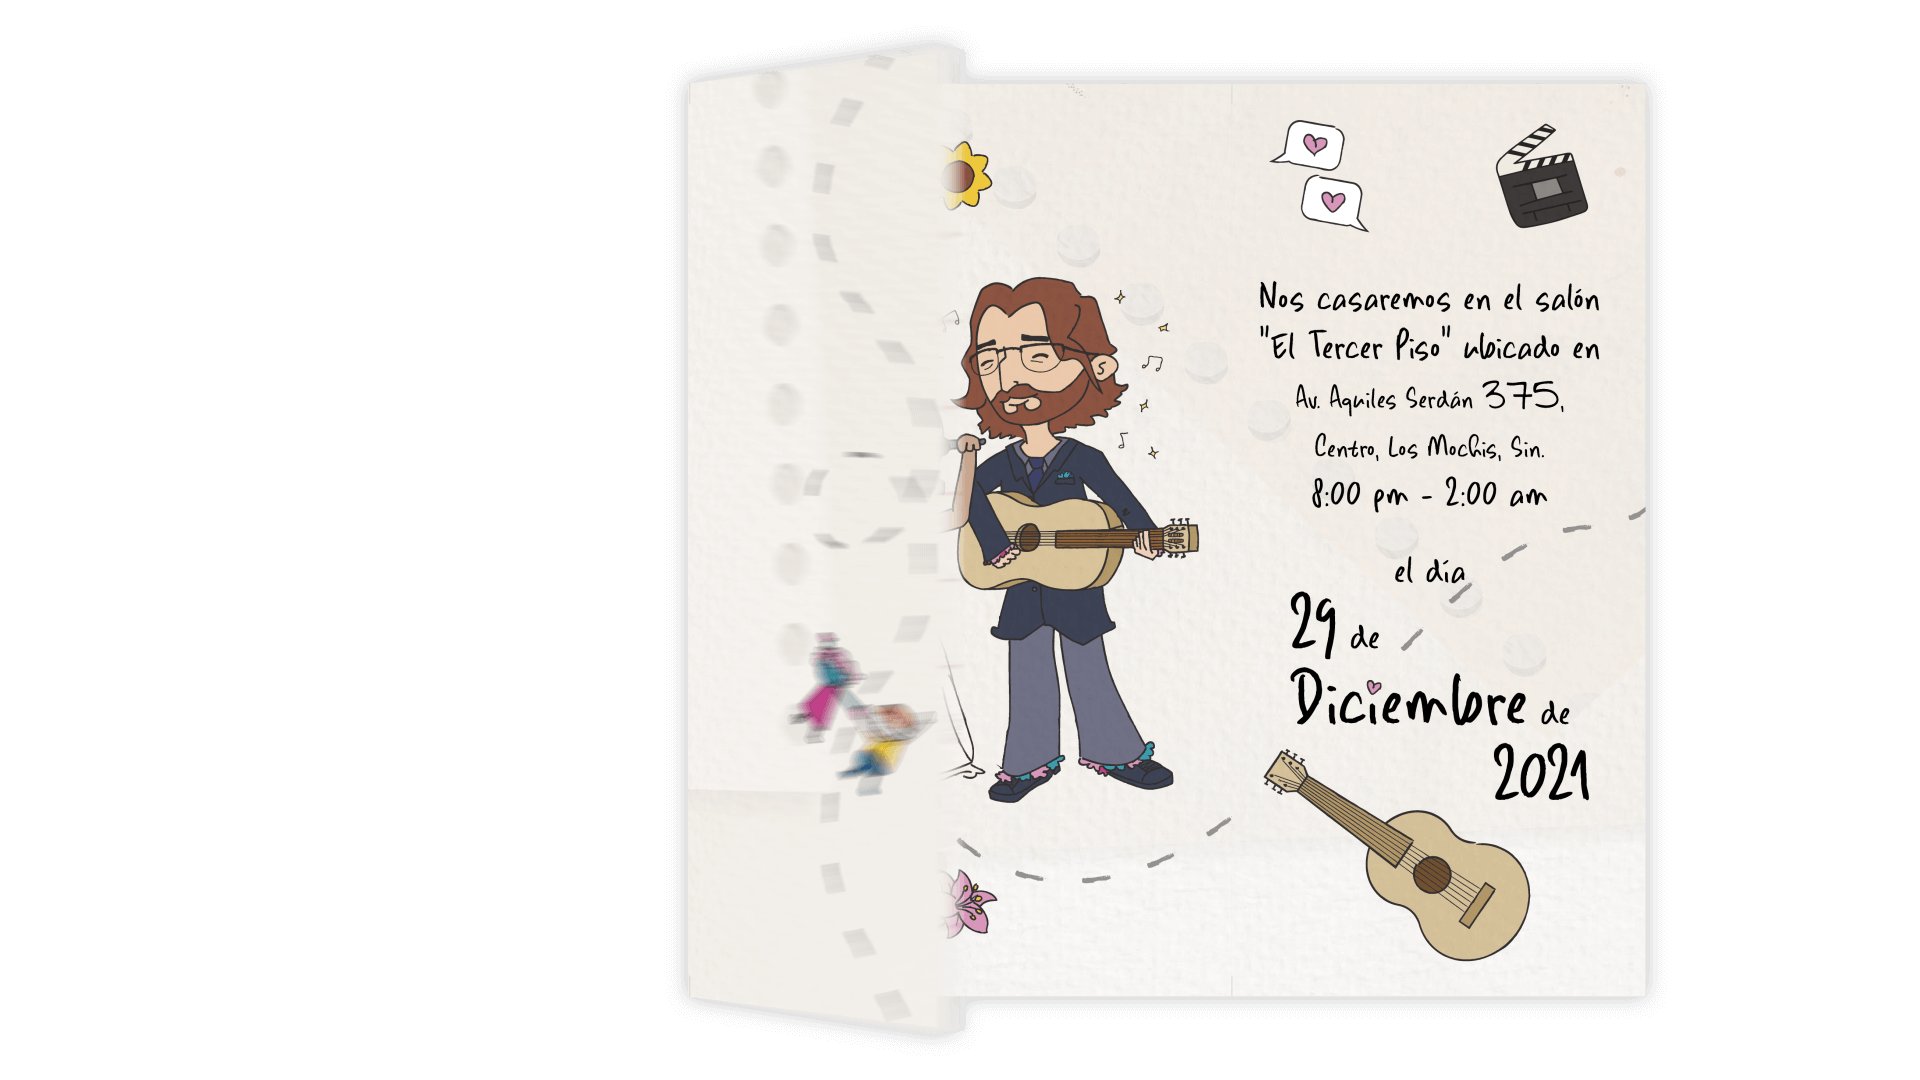 Nos casaremos en el salón
"El Tercer Piso" ubicado en
Av. Aquiles Serdán 375,
Centro, Los Mochis, Sin.
8:00 pm - 2:00 am
el día
29 de
Diciembre de
2021